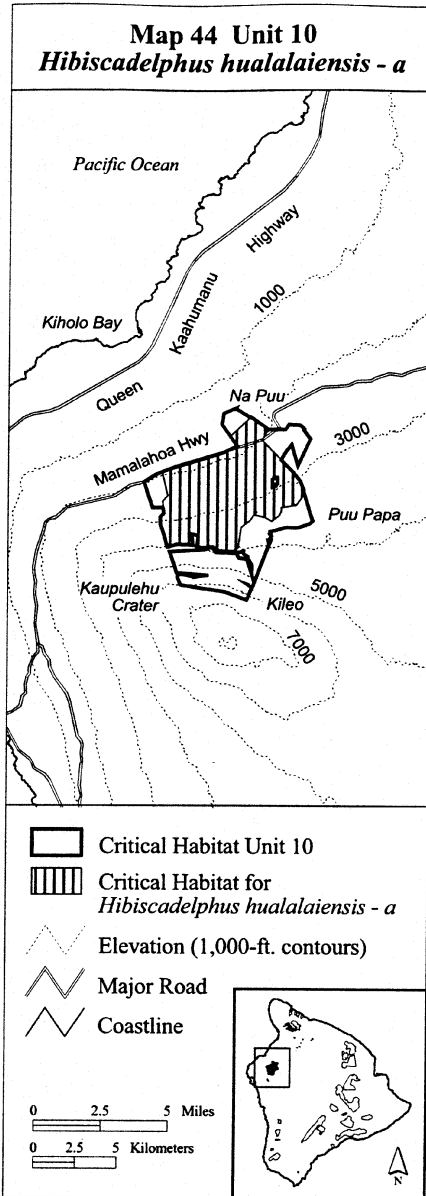 Map 44 Unit 10
Hibiscadelphus hualalaiensis - a
Pacific Ocean
Highway
Kaahumanu
1000
Kiholo Bay
Queen
Na Puu
Mamalahoa Hwy
3000
Puu Papa
Kaupulehu
Crater
Kileo
5000
7000
Critical Habitat Unit 10
Critical Habitat for
Hibiscadelphus hualalaiensis - a
Elevation (1,000-ft. contours)
Major Road
Coastline
0 2.5 5 Miles
0 2.5 5 Kilometers
N